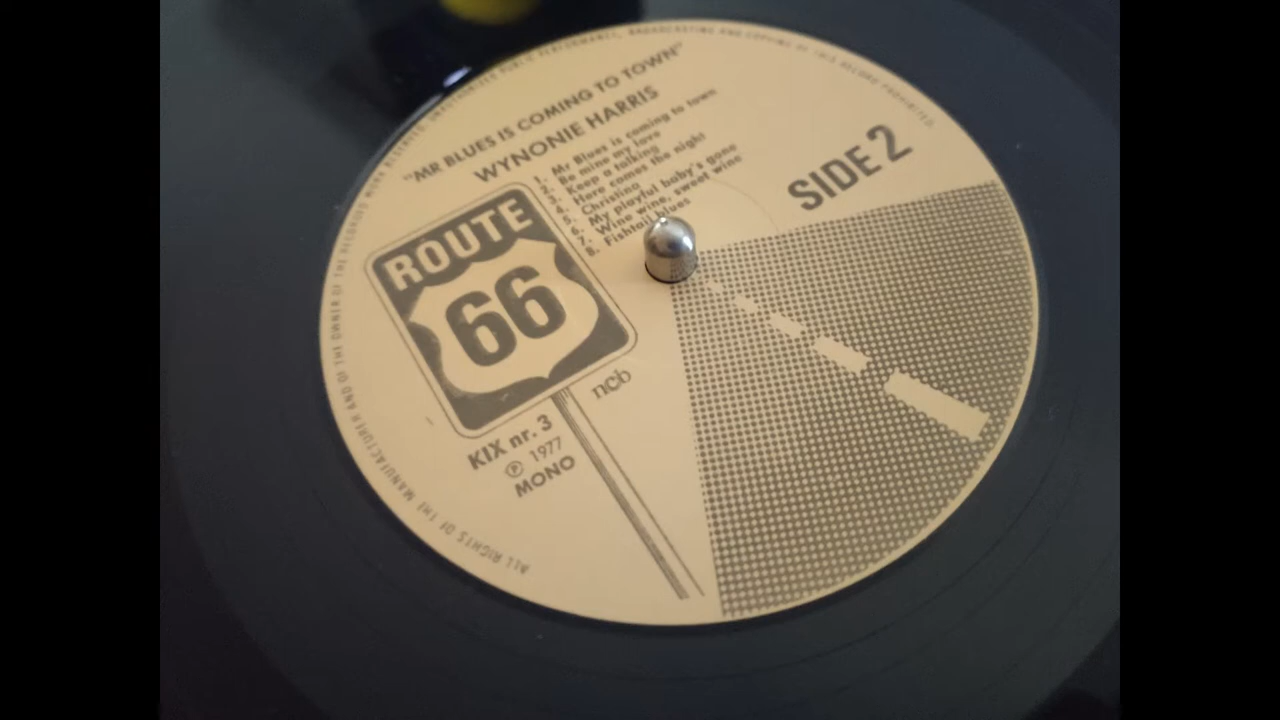 "MR BLUES IS COMING TO TOWN"
WYNONIE HARRIS
1. Mr Blues is coming to town
2. Be mine my love
3. Keep a talking
4. Here comes the night
5. Christina
6. My playful baby's gone
7. Wine wine, sweet wine
8. Fishtail blues
SIDE 2
ROUTE
66
ncb
KIX nr. 3
℗ 1977
MONO
ALL RIGHTS OF THE MANUFACTURER AND OF THE OWNER OF THE RECORDED WORK RESERVED. UNAUTHORISED PUBLIC PERFORMANCE, BROADCASTING AND COPYING OF THIS RECORD PROHIBITED